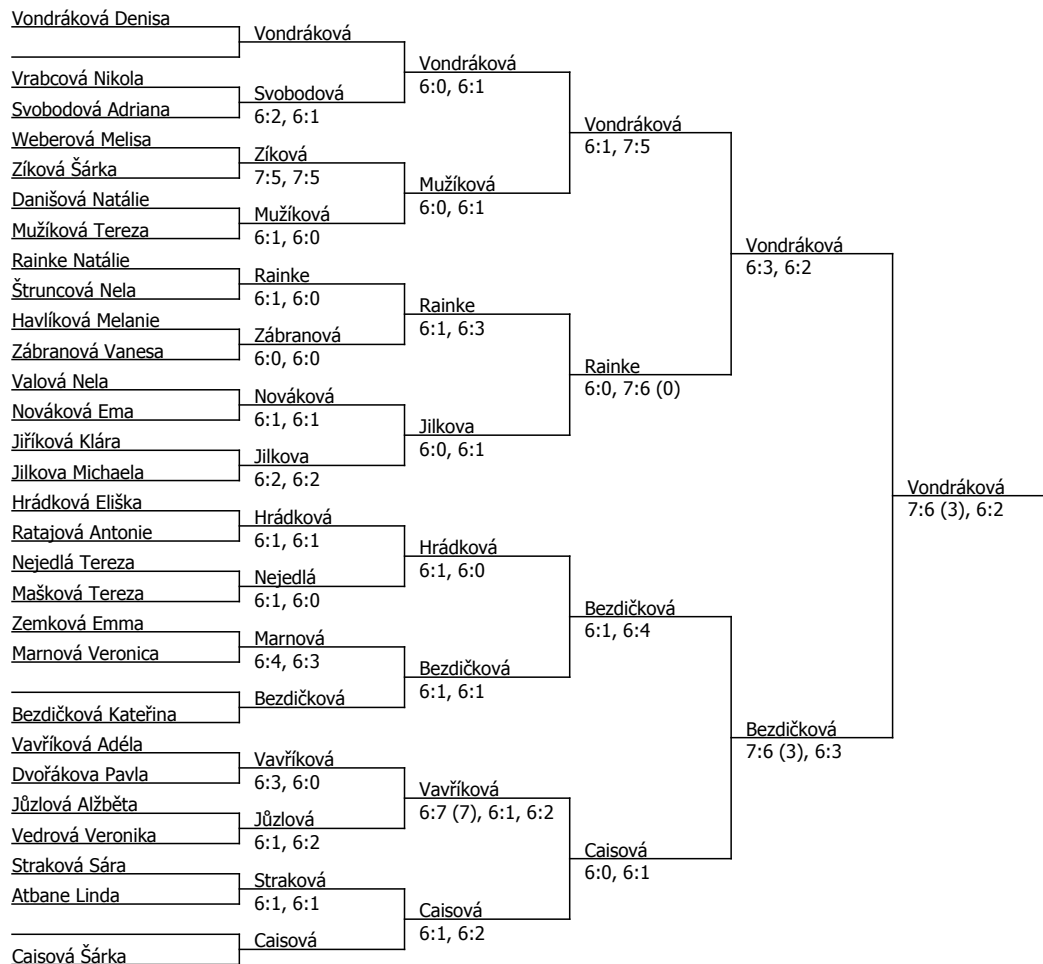 Vondráková Denisa
Vrabcová Nikola
Svobodová Adriana
Weberová Melisa
Zíková Šárka
Danišová Natálie
Mužíková Tereza
Rainke Natálie
Štruncová Nela
Havlíková Melanie
Zábranová Vanesa
Valová Nela
Nováková Ema
Jiříková Klára
Jilkova Michaela
Hrádková Eliška
Ratajová Antonie
Nejedlá Tereza
Mašková Tereza
Zemková Emma
Marnová Veronica
Bezdičková Kateřina
Vavříková Adéla
Dvořákova Pavla
Jůzlová Alžběta
Vedrová Veronika
Straková Sára
Atbane Linda
Caisová Šárka
Vondráková
Svobodová
6:2, 6:1
Zíková
7:5, 7:5
Mužíková
6:1, 6:0
Rainke
6:1, 6:0
Zábranová
6:0, 6:0
Nováková
6:1, 6:1
Jilkova
6:2, 6:2
Hrádková
6:1, 6:1
Nejedlá
6:1, 6:0
Marnová
6:4, 6:3
Bezdičková
Vavříková
6:3, 6:0
Jůzlová
6:1, 6:2
Straková
6:1, 6:1
Caisová
Vondráková
6:0, 6:1
Mužíková
6:0, 6:1
Rainke
6:1, 6:3
Jilkova
6:0, 6:1
Hrádková
6:1, 6:0
Bezdičková
6:1, 6:1
Vavříková
6:7 (7), 6:1, 6:2
Caisová
6:1, 6:2
Vondráková
6:1, 7:5
Rainke
6:0, 7:6 (0)
Bezdičková
6:1, 6:4
Caisová
6:0, 6:1
Vondráková
6:3, 6:2
Bezdičková
7:6 (3), 6:3
Vondráková
7:6 (3), 6:2